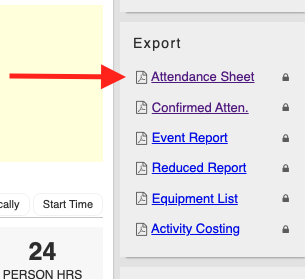 Export
Attendance Sheet
Confirmed Atten.
Event Report
Reduced Report
Equipment List
Activity Costing
cally
Start Time
24
PERSON HRS